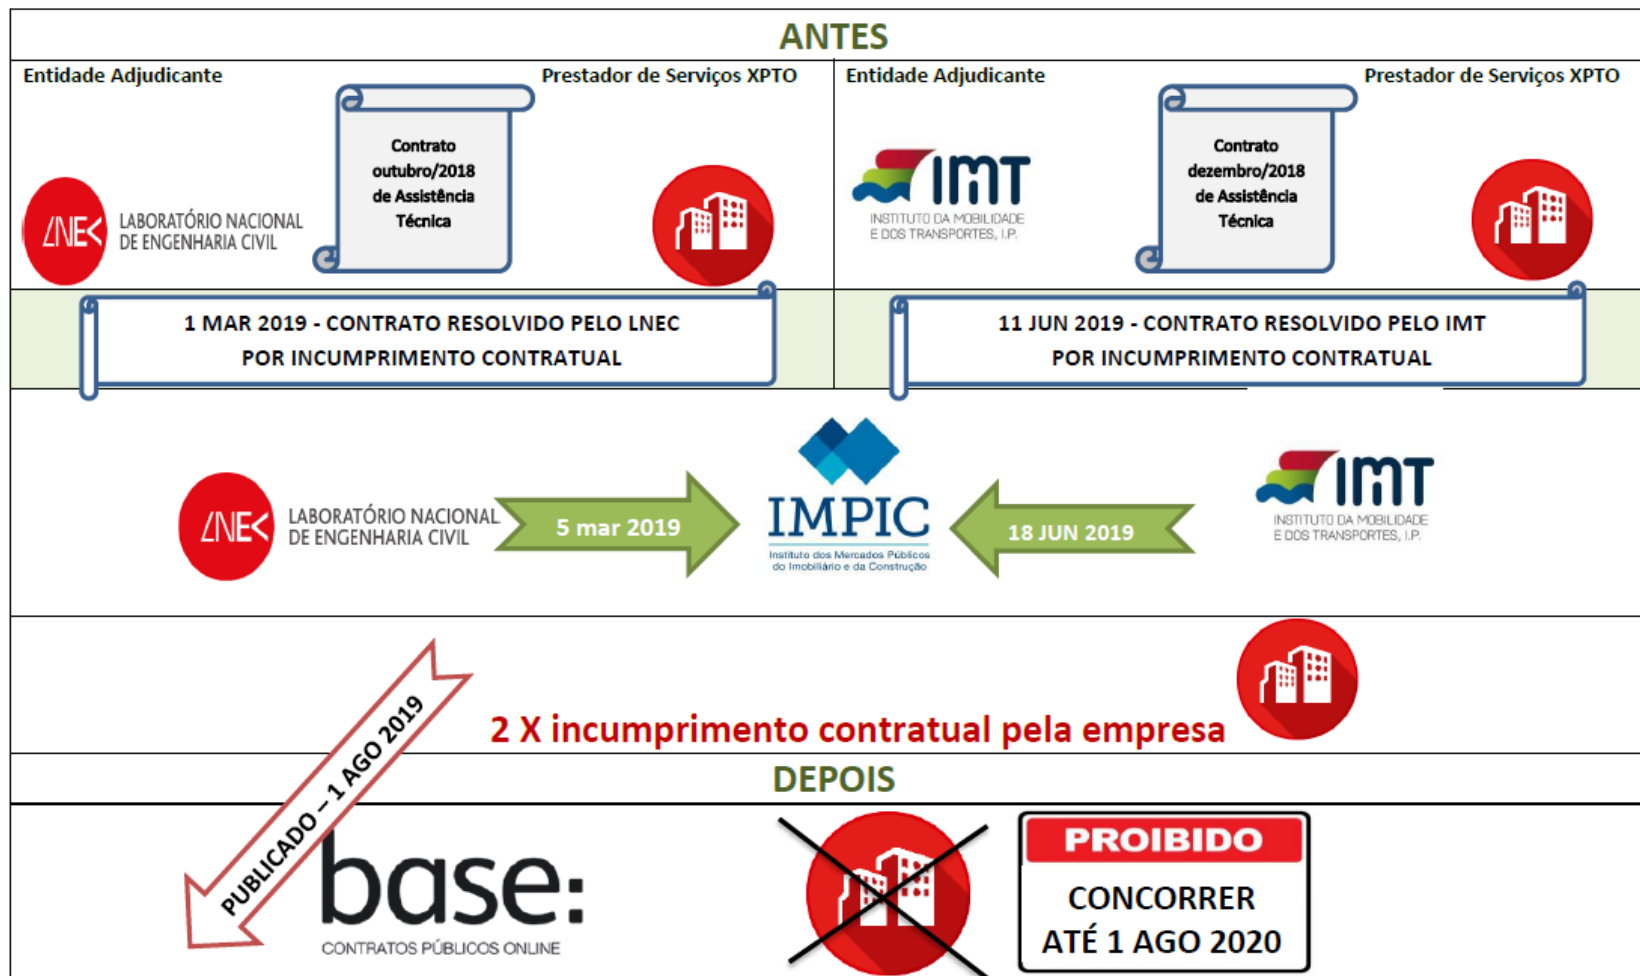 ANTES
Entidade Adjudicante
Prestador de Serviços XPTO
Contrato
outubro/2018
de Assistência
Técnica
LNEC
LABORATÓRIO NACIONAL
DE ENGENHARIA CIVIL
Entidade Adjudicante
Prestador de Serviços XPTO
Contrato
dezembro/2018
de Assistência
Técnica
IMT
INSTITUTO DA MOBILIDADE
E DOS TRANSPORTES, I.P.
1 MAR 2019 - CONTRATO RESOLVIDO PELO LNEC
POR INCUMPRIMENTO CONTRATUAL
11 JUN 2019 - CONTRATO RESOLVIDO PELO IMT
POR INCUMPRIMENTO CONTRATUAL
LNEC
LABORATÓRIO NACIONAL
DE ENGENHARIA CIVIL
5 mar 2019
IMPIC
Instituto dos Mercados Públicos
do Imobiliário e da Construção
18 JUN 2019
IMT
INSTITUTO DA MOBILIDADE
E DOS TRANSPORTES, I.P.
2 X incumprimento contratual pela empresa
PUBLICADO – 1 AGO 2019
DEPOIS
base:
CONTRATOS PÚBLICOS ONLINE
PROIBIDO
CONCORRER
ATÉ 1 AGO 2020